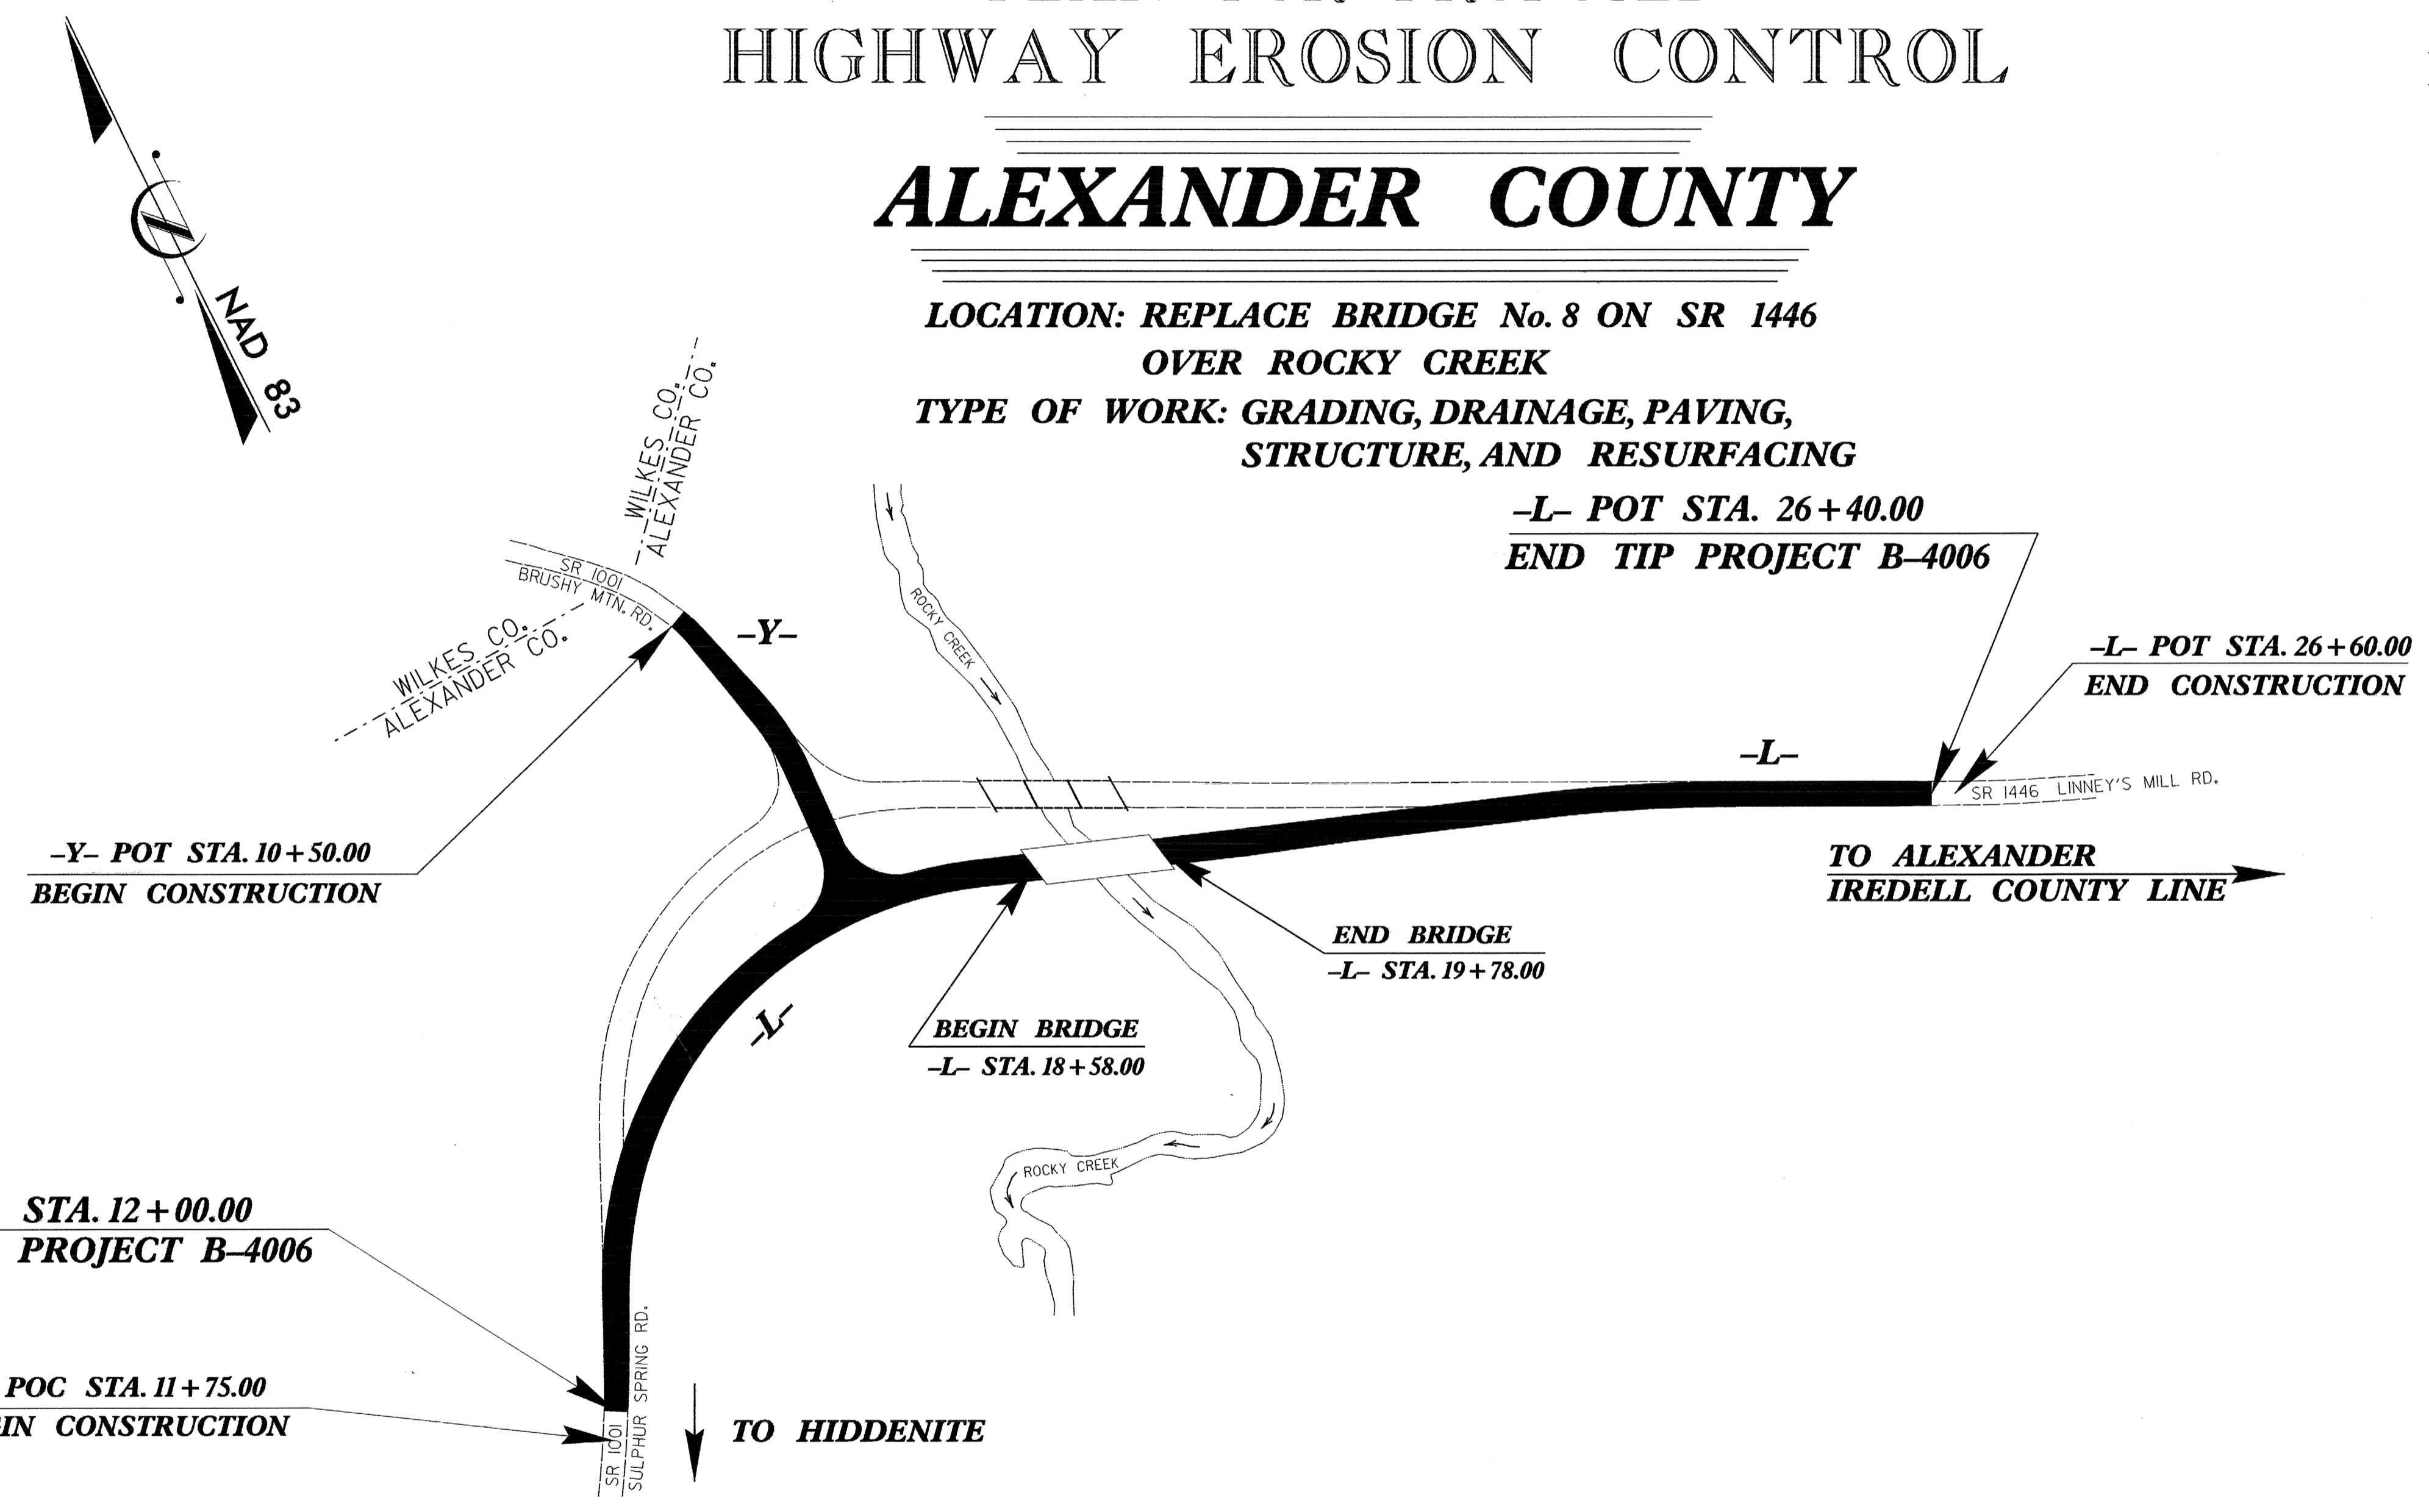 HIGHWAY EROSION CONTROL
ALEXANDER COUNTY
LOCATION: REPLACE BRIDGE No. 8 ON SR 1446
OVER ROCKY CREEK
TYPE OF WORK: GRADING, DRAINAGE, PAVING,
STRUCTURE, AND RESURFACING
N
NAD 83
WILKES CO.
ALEXANDER CO.
-L- POT STA. 26+40.00
END TIP PROJECT B-4006
SR 1001
BRUSHY MTN. RD.
-Y-
ROCKY CREEK
WILKES CO.
ALEXANDER CO.
-L- POT STA. 26+60.00
END CONSTRUCTION
-L-
SR 1446 LINNEY'S MILL RD.
-Y- POT STA. 10+50.00
BEGIN CONSTRUCTION
TO ALEXANDER
IREDELL COUNTY LINE
END BRIDGE
-L- STA. 19+78.00
-L-
BEGIN BRIDGE
-L- STA. 18+58.00
ROCKY CREEK
STA. 12+00.00
PROJECT B-4006
POC STA. 11+75.00
IN CONSTRUCTION
SR 1001
SULPHUR SPRING RD.
TO HIDDENITE